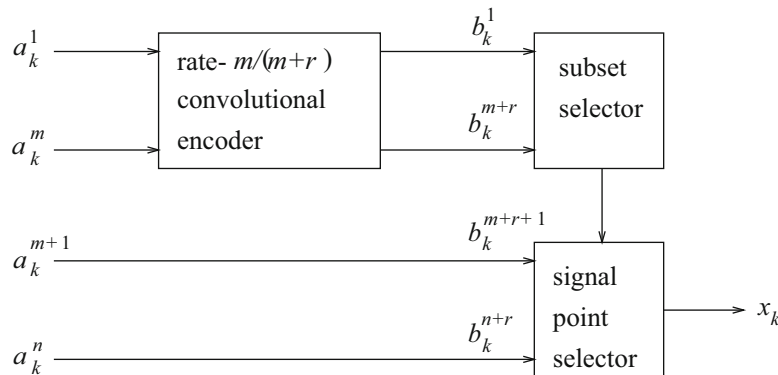 a_k^1
b_k^1
rate- m/(m+r)
convolutional
encoder
subset
selector
a_k^m
b_k^{m+r}
a_k^{m+1}
b_k^{m+r+1}
signal
point
selector
x_k
a_k^n
b_k^{n+r}